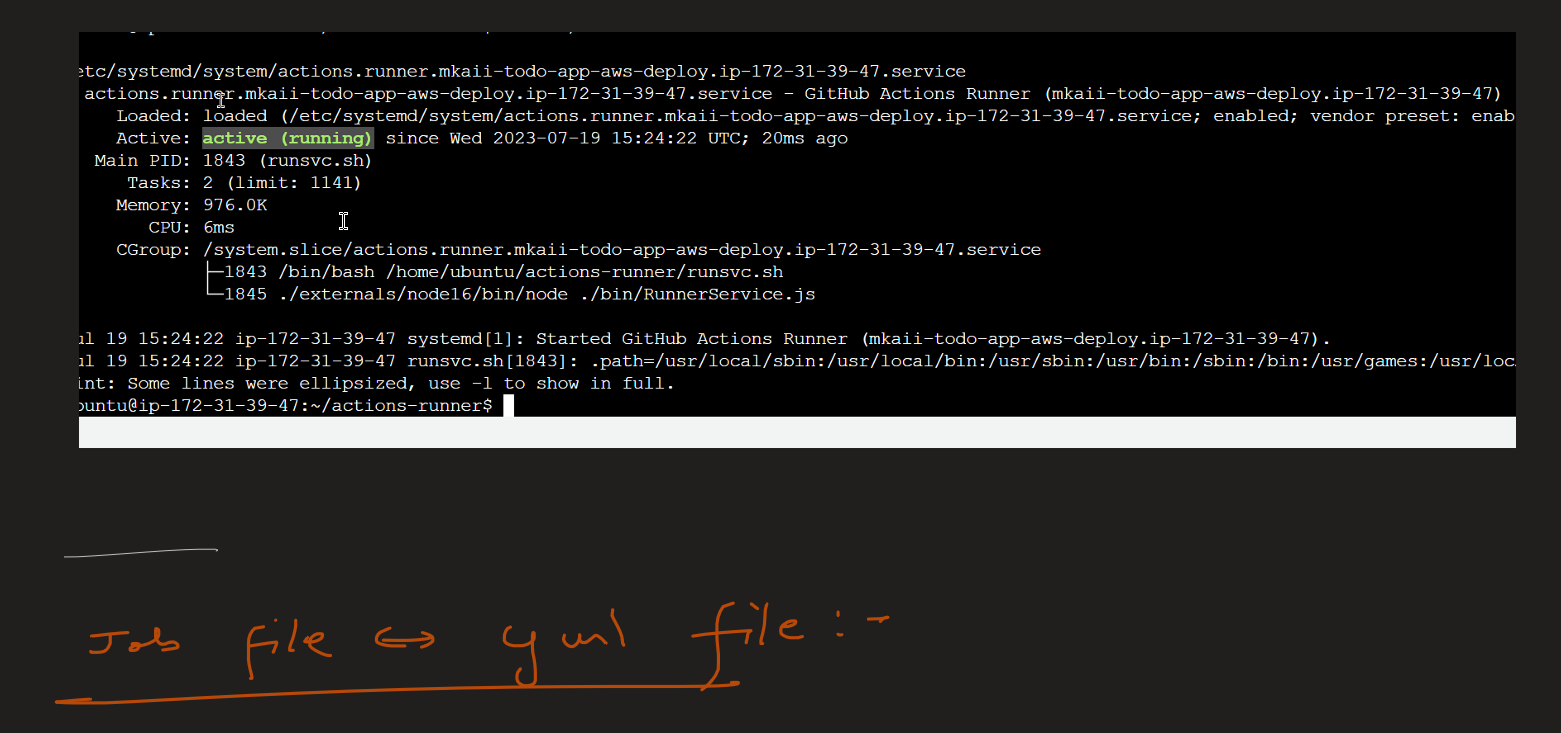 etc/systemd/system/actions.runner.mkaii-todo-app-aws-deploy.ip-172-31-39-47.service
actions.runner.mkaii-todo-app-aws-deploy.ip-172-31-39-47.service - GitHub Actions Runner (mkaii-todo-app-aws-deploy.ip-172-31-39-47)
Loaded: loaded (/etc/systemd/system/actions.runner.mkaii-todo-app-aws-deploy.ip-172-31-39-47.service; enabled; vendor preset: enab
Active: active (running) since Wed 2023-07-19 15:24:22 UTC; 20ms ago
Main PID: 1843 (runsvc.sh)
Tasks: 2 (limit: 1141)
Memory: 976.0K
CPU: 6ms
CGroup: /system.slice/actions.runner.mkaii-todo-app-aws-deploy.ip-172-31-39-47.service
├─1843 /bin/bash /home/ubuntu/actions-runner/runsvc.sh
└─1845 ./externals/node16/bin/node ./bin/RunnerService.js
ul 19 15:24:22 ip-172-31-39-47 systemd[1]: Started GitHub Actions Runner (mkaii-todo-app-aws-deploy.ip-172-31-39-47).
ul 19 15:24:22 ip-172-31-39-47 runsvc.sh[1843]: .path=/usr/local/sbin:/usr/local/bin:/usr/sbin:/usr/bin:/sbin:/bin:/usr/games:/usr/loc
int: Some lines were ellipsized, use -l to show in full.
buntu@ip-172-31-39-47:~/actions-runner$
Job file ↔ yml file :-